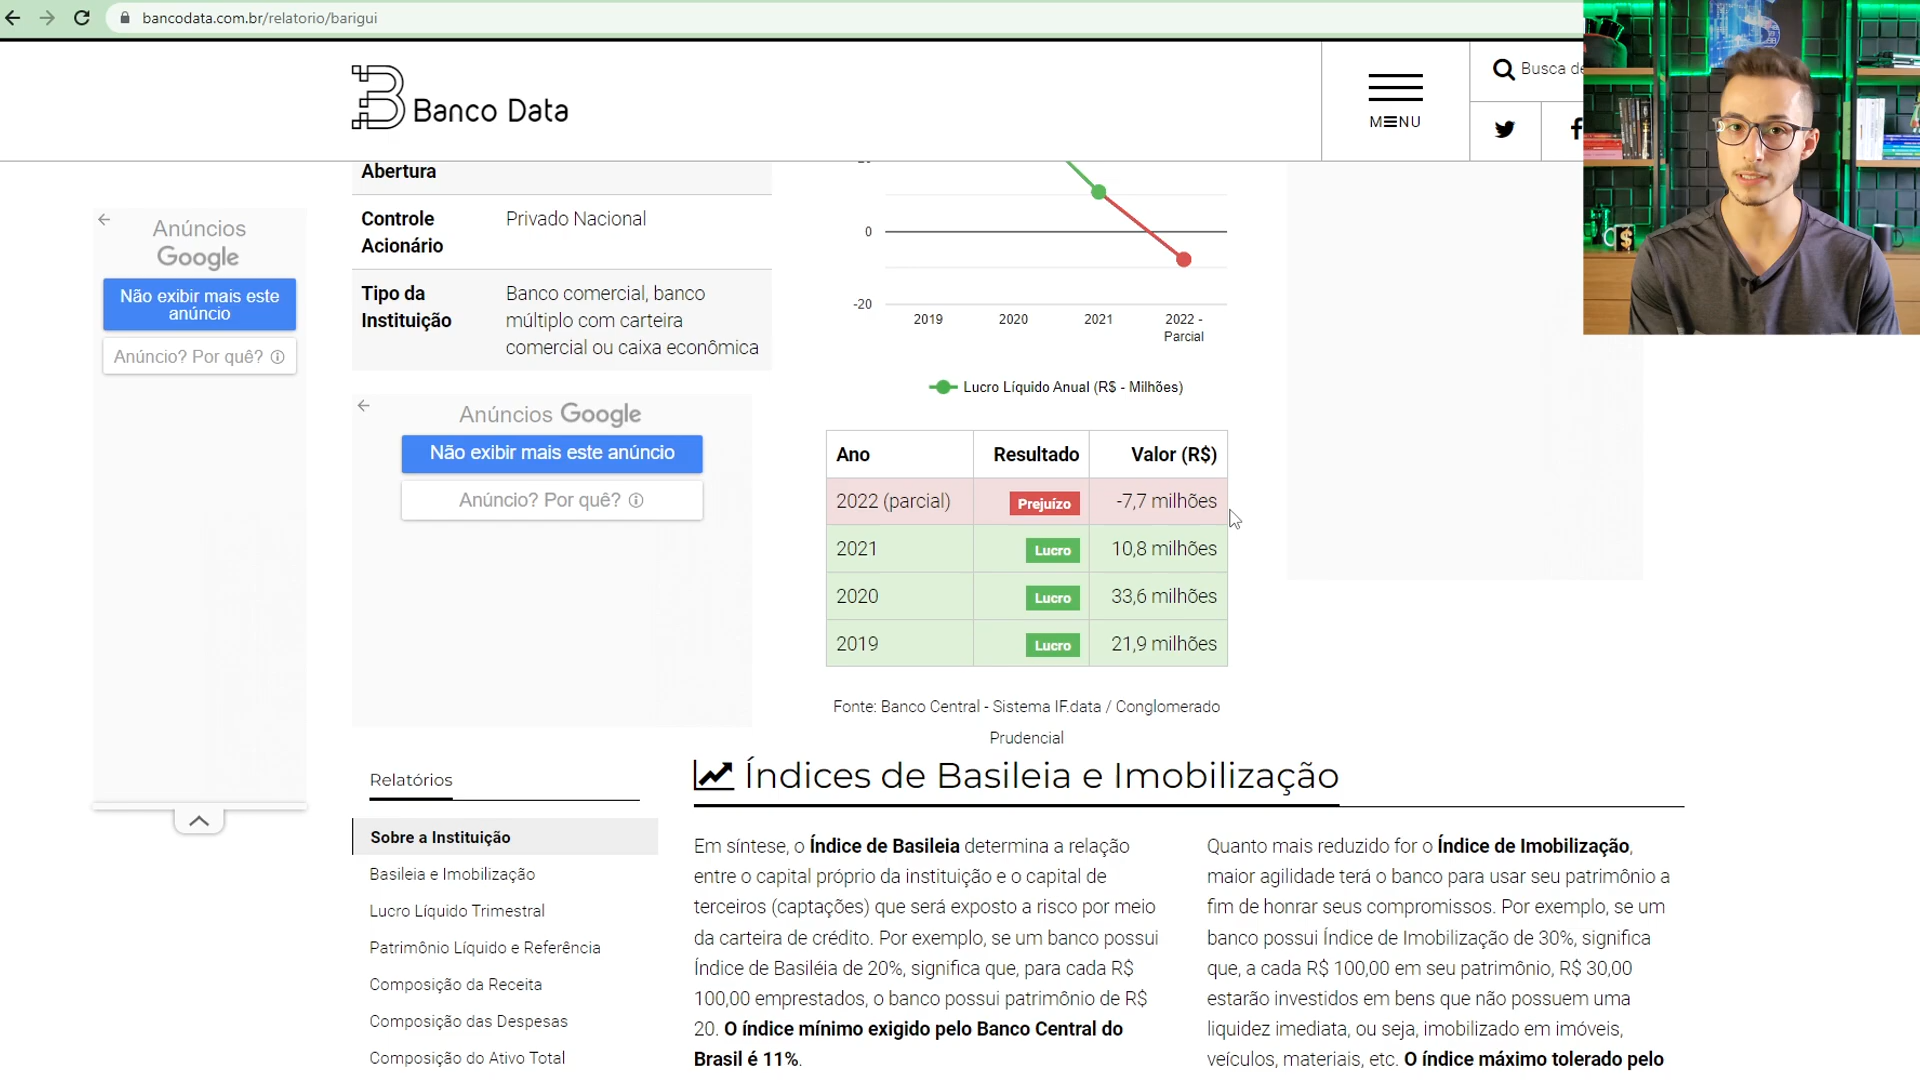 bancodata.com.br/relatorio/barigui
Banco Data
MENU
Busca de
Abertura
Controle
Acionário
Privado Nacional
Tipo da
Instituição
Banco comercial, banco
múltiplo com carteira
comercial ou caixa econômica
Anúncios
Google
Não exibir mais este
anúncio
Anúncio? Por quê?
Anúncios Google
Não exibir mais este anúncio
Anúncio? Por quê?
0
-20
2019
2020
2021
2022 -
Parcial
Lucro Líquido Anual (R$ - Milhões)
Ano Resultado Valor (R$)
2022 (parcial) Prejuízo -7,7 milhões
2021 Lucro 10,8 milhões
2020 Lucro 33,6 milhões
2019 Lucro 21,9 milhões
Fonte: Banco Central - Sistema IF.data / Conglomerado
Prudencial
Relatórios
Sobre a Instituição
Basileia e Imobilização
Lucro Líquido Trimestral
Patrimônio Líquido e Referência
Composição da Receita
Composição das Despesas
Composição do Ativo Total
Índices de Basileia e Imobilização
Em síntese, o Índice de Basileia determina a relação
entre o capital próprio da instituição e o capital de
terceiros (captações) que será exposto a risco por meio
da carteira de crédito. Por exemplo, se um banco possui
Índice de Basiléia de 20%, significa que, para cada R$
100,00 emprestados, o banco possui patrimônio de R$
20. O índice mínimo exigido pelo Banco Central do
Brasil é 11%.
Quanto mais reduzido for o Índice de Imobilização,
maior agilidade terá o banco para usar seu patrimônio a
fim de honrar seus compromissos. Por exemplo, se um
banco possui Índice de Imobilização de 30%, significa
que, a cada R$ 100,00 em seu patrimônio, R$ 30,00
estarão investidos em bens que não possuem uma
liquidez imediata, ou seja, imobilizado em imóveis,
veículos, materiais, etc. O índice máximo tolerado pelo